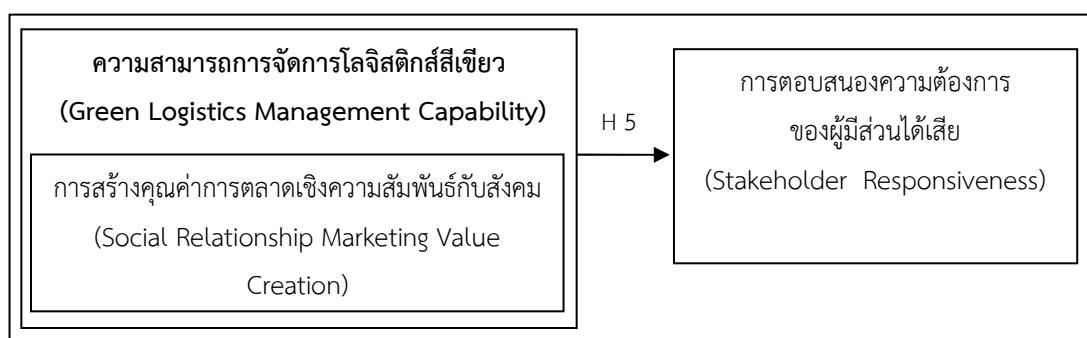 ความสามารถการจัดการโลจิสติกส์สีเขียว
(Green Logistics Management Capability)
การสร้างคุณค่าการตลาดเชิงความสัมพันธ์กับสังคม
(Social Relationship Marketing Value
Creation)
H 5
การตอบสนองความต้องการ
ของผู้มีส่วนได้เสีย
(Stakeholder Responsiveness)